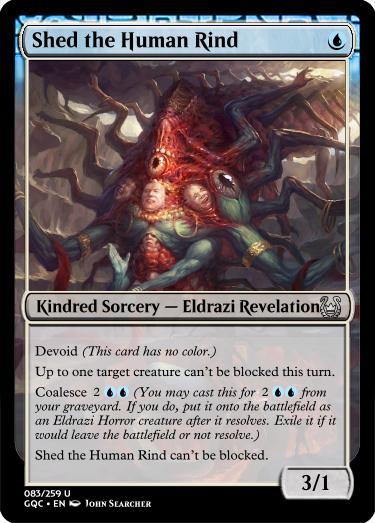 Shed the Human Rind
Kindred Sorcery — Eldrazi Revelation
Devoid (This card has no color.)
Up to one target creature can't be blocked this turn.
Coalesce 2 (You may cast this for 2 from
your graveyard. If you do, put it onto the battlefield as
an Eldrazi Horror creature after it resolves. Exile it if it
would leave the battlefield or not resolve.)
Shed the Human Rind can't be blocked.
3/1
083/259 U
GQC • EN JOHN SEARCHER